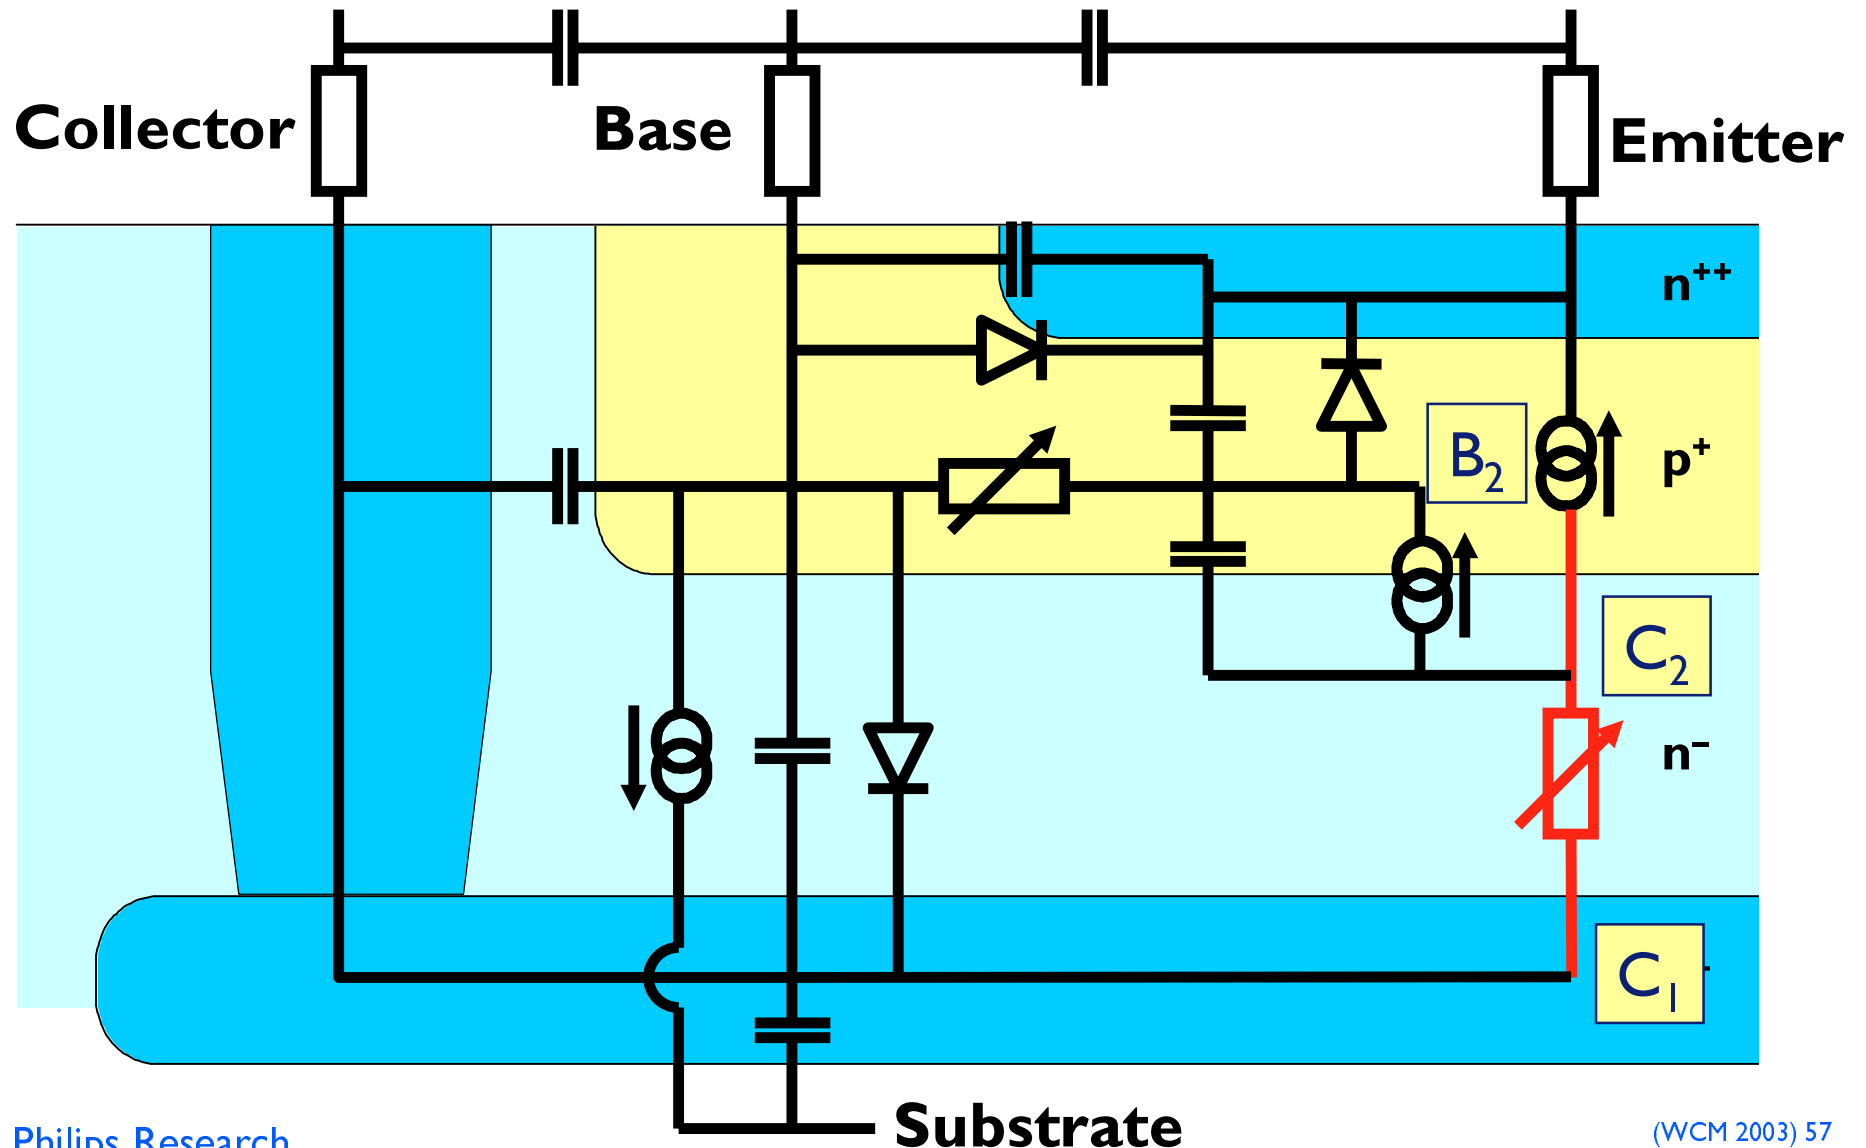 Collector
Base
Emitter
n++
B2
p+
C2
n–
C1
Substrate
Philips Research
(WCM 2003) 57